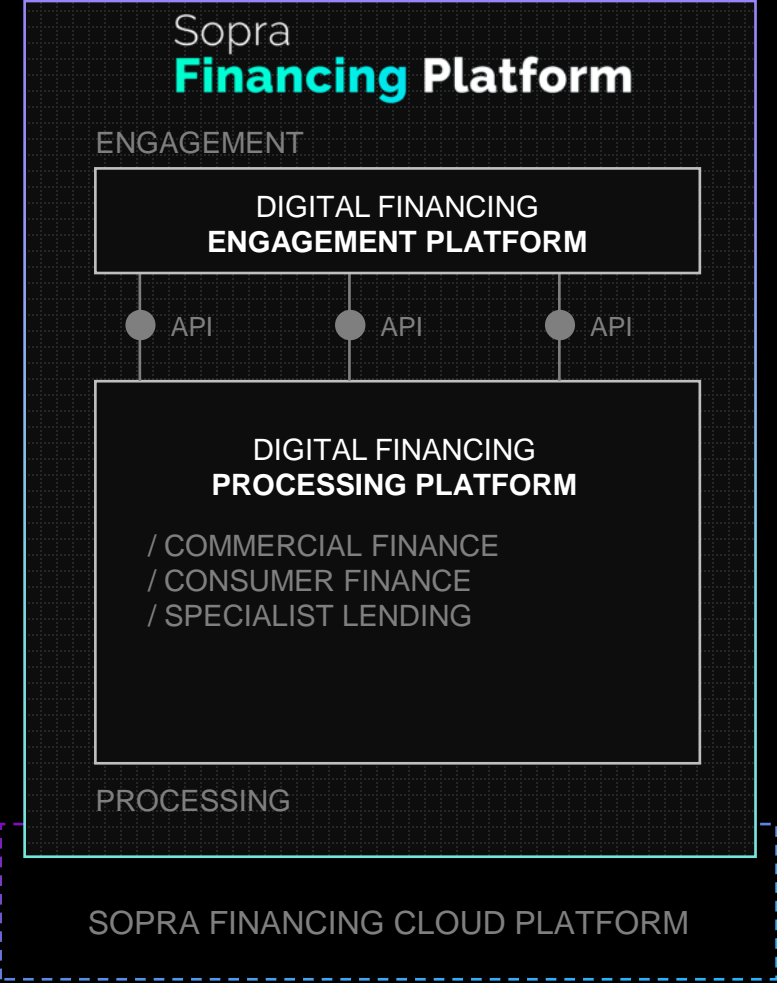 Sopra
Financing Platform
ENGAGEMENT
DIGITAL FINANCING
ENGAGEMENT PLATFORM
API API API
DIGITAL FINANCING
PROCESSING PLATFORM
/ COMMERCIAL FINANCE
/ CONSUMER FINANCE
/ SPECIALIST LENDING
PROCESSING
SOPRA FINANCING CLOUD PLATFORM